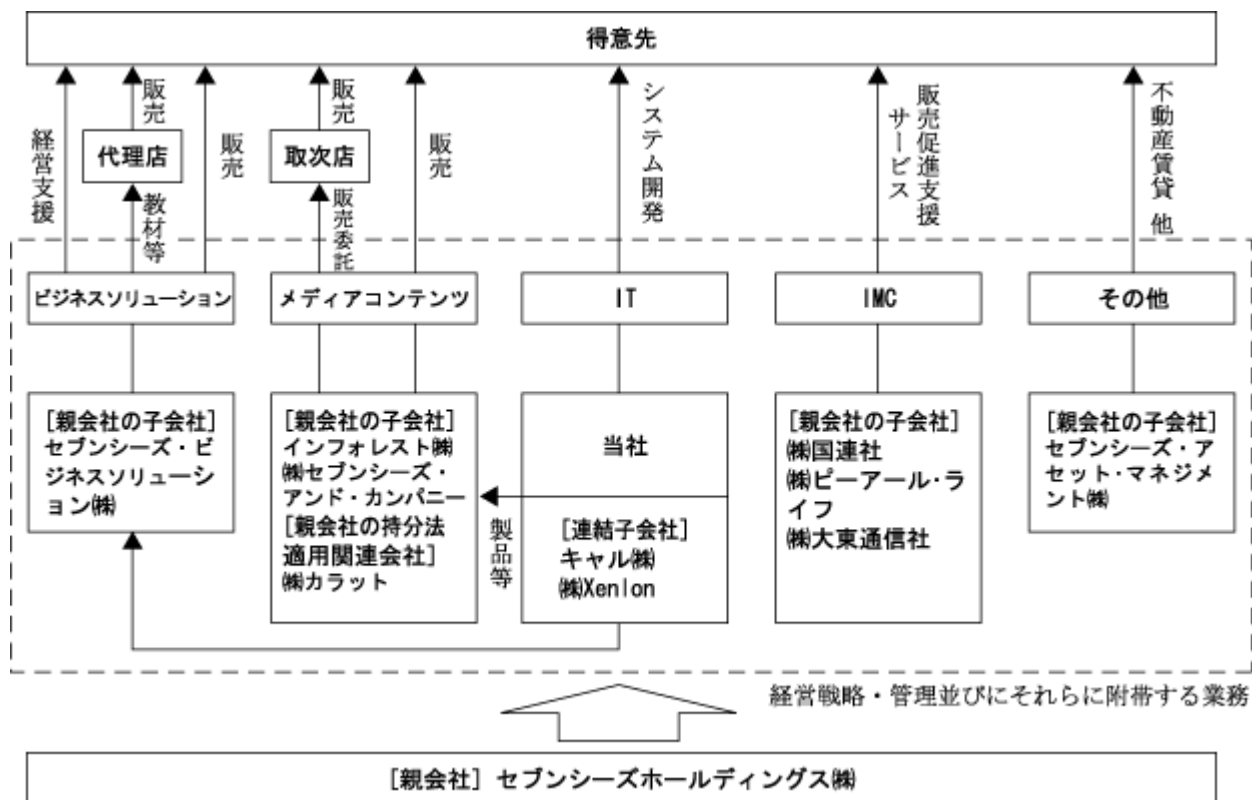 得意先
経営支援
販売
代理店
教材等
販売
販売
取次店
販売委託
販売
システム開発
販売促進支援
サービス
不動産賃貸 他
ビジネスソリューション
メディアコンテンツ
IT
IMC
その他
[親会社の子会社]
セブンシーズ・ビ
ジネスソリューシ
ョン㈱
[親会社の子会社]
インフォレスト㈱
㈱セブンシーズ・
アンド・カンパニー
[親会社の持分法
適用関連会社]
㈱カラット
製品等
当社
[連結子会社]
キャル㈱
㈱Xenlon
[親会社の子会社]
㈱国連社
㈱ピーアール・ラ
イフ
㈱大東通信社
[親会社の子会社]
セブンシーズ・ア
セット・マネジメ
ント㈱
経営戦略・管理並びにそれらに附帯する業務
[親会社] セブンシーズホールディングス㈱